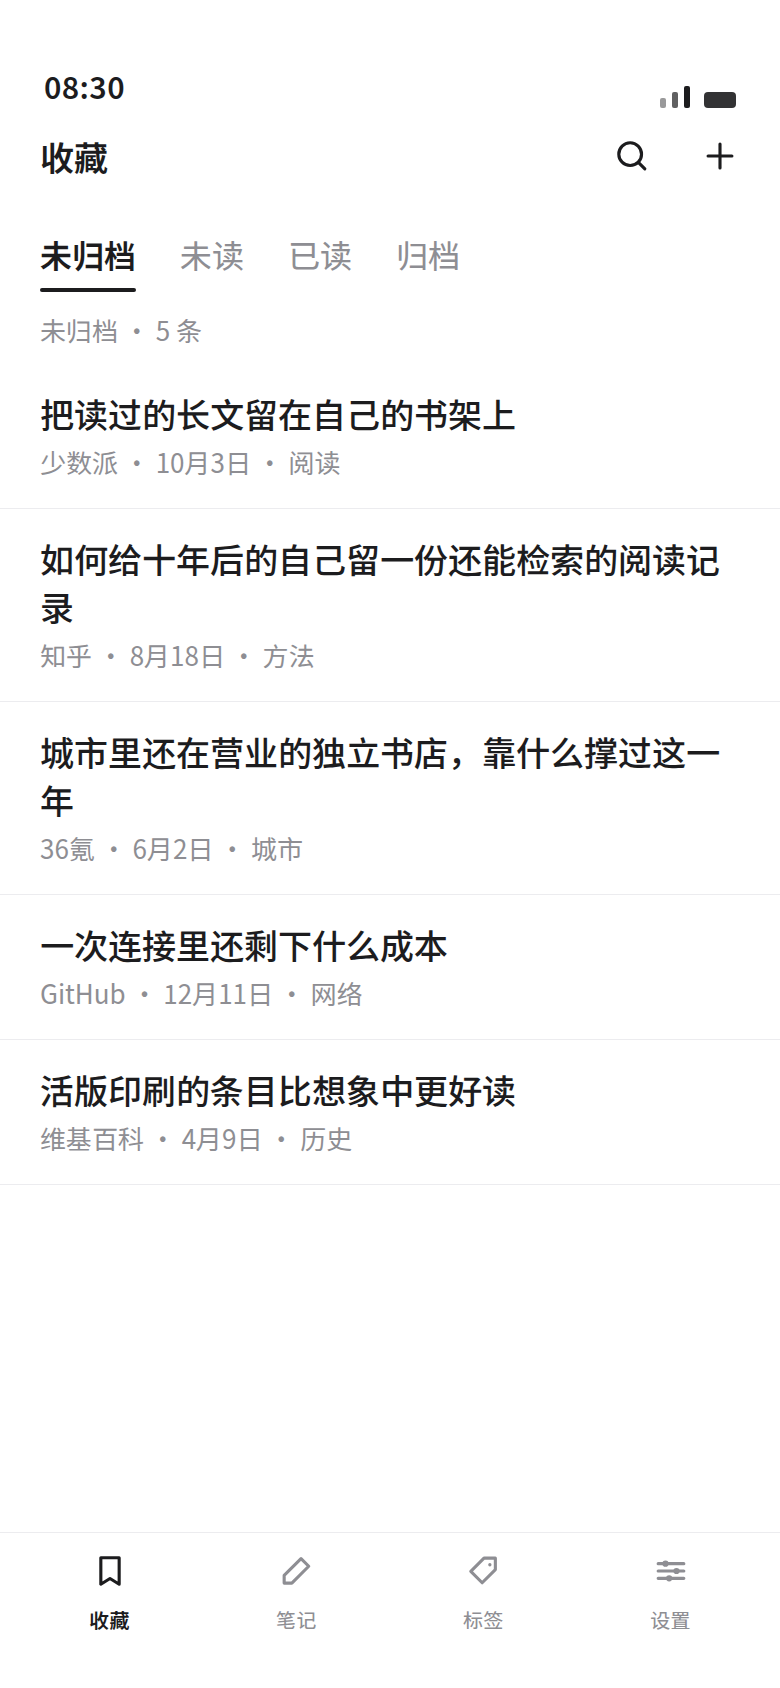 08:30
收藏
未归档 未读 已读 归档
未归档 · 5 条
把读过的长文留在自己的书架上
少数派 · 10月3日 · 阅读
如何给十年后的自己留一份还能检索的阅读记
录
知乎 · 8月18日 · 方法
城市里还在营业的独立书店，靠什么撑过这一
年
36氪 · 6月2日 · 城市
一次连接里还剩下什么成本
GitHub · 12月11日 · 网络
活版印刷的条目比想象中更好读
维基百科 · 4月9日 · 历史
收藏 笔记 标签 设置